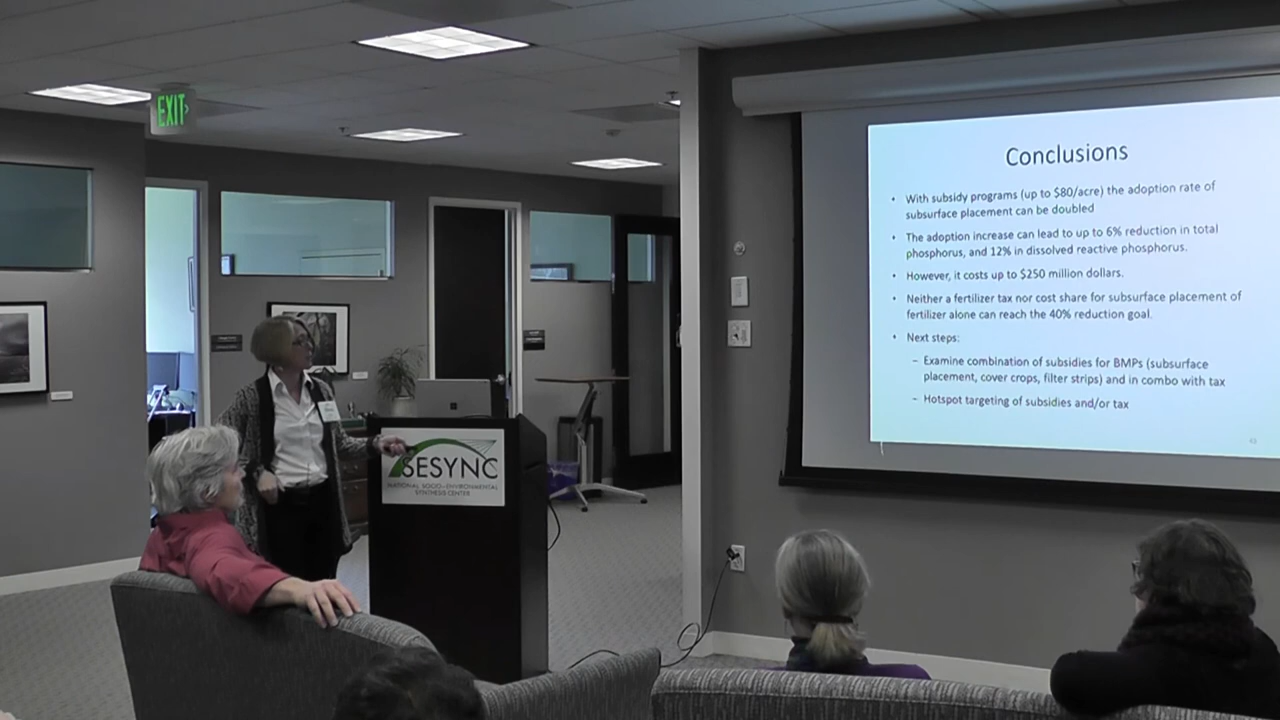 EXIT
Conclusions
• With subsidy programs (up to $80/acre) the adoption rate of
subsurface placement can be doubled
• The adoption increase can lead to up to 6% reduction in total
phosphorus, and 12% in dissolved reactive phosphorus.
• However, it costs up to $250 million dollars.
• Neither a fertilizer tax nor cost share for subsurface placement of
fertilizer alone can reach the 40% reduction goal.
• Next steps:
– Examine combination of subsidies for BMPs (subsurface
placement, cover crops, filter strips) and in combo with tax
– Hotspot targeting of subsidies and/or tax
SESYNC
NATIONAL SOCIO-ENVIRONMENTAL
SYNTHESIS CENTER